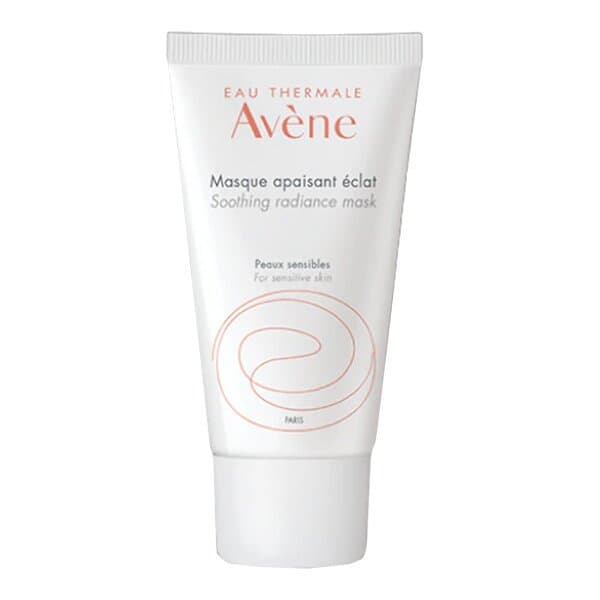 EAU THERMALE
Avène
Masque apaisant éclat
Soothing radiance mask
Peaux sensibles
For sensitive skin
PARIS